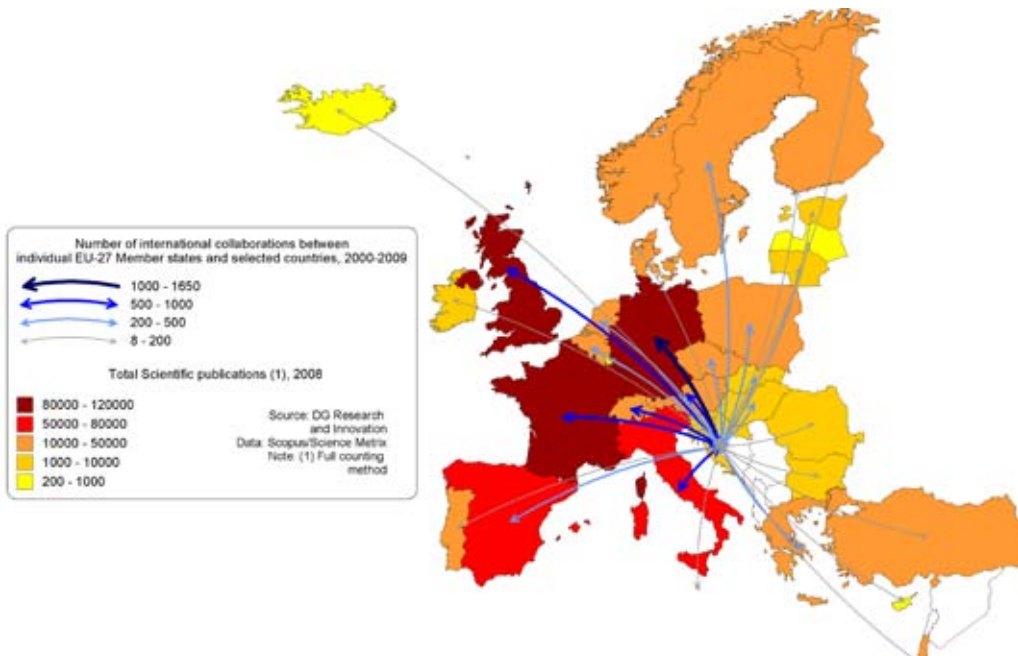 Number of international collaborations between
individual EU-27 Member states and selected countries, 2000-2009
1000 - 1650
500 - 1000
200 - 500
8 - 200
Total Scientific publications (1), 2008
80000 - 120000
50000 - 80000
10000 - 50000
1000 - 10000
200 - 1000
Source: DG Research
and Innovation
Data: Scopus/Science Metrix
Note: (1) Full counting
method